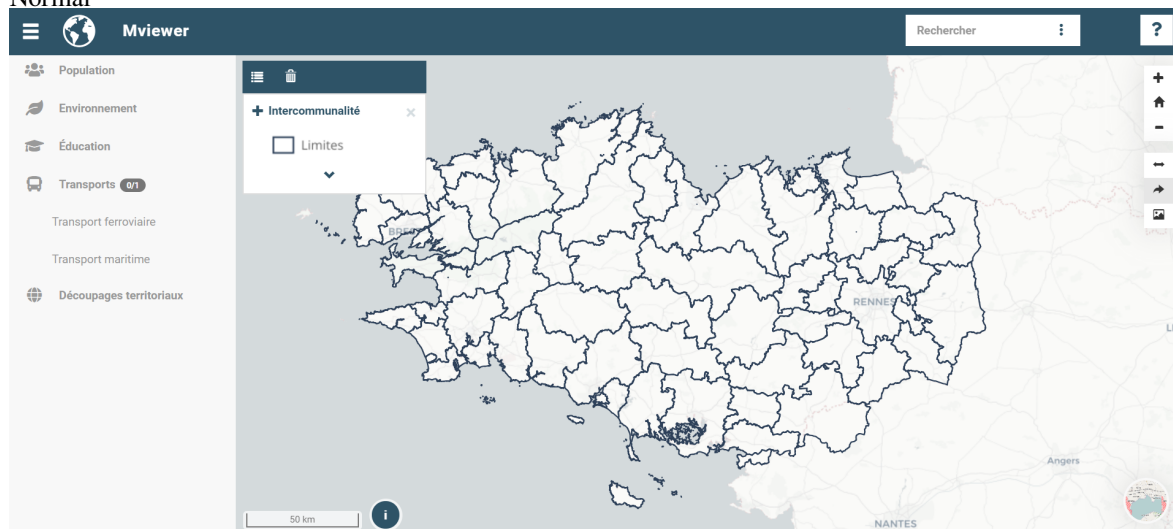 Normal
Mviewer
Rechercher
?
Population
Environnement
Éducation
Transports 0/1
Transport ferroviaire
Transport maritime
Découpages territoriaux
Intercommunalité
Limites
RENNES
Angers
NANTES
50 km
i